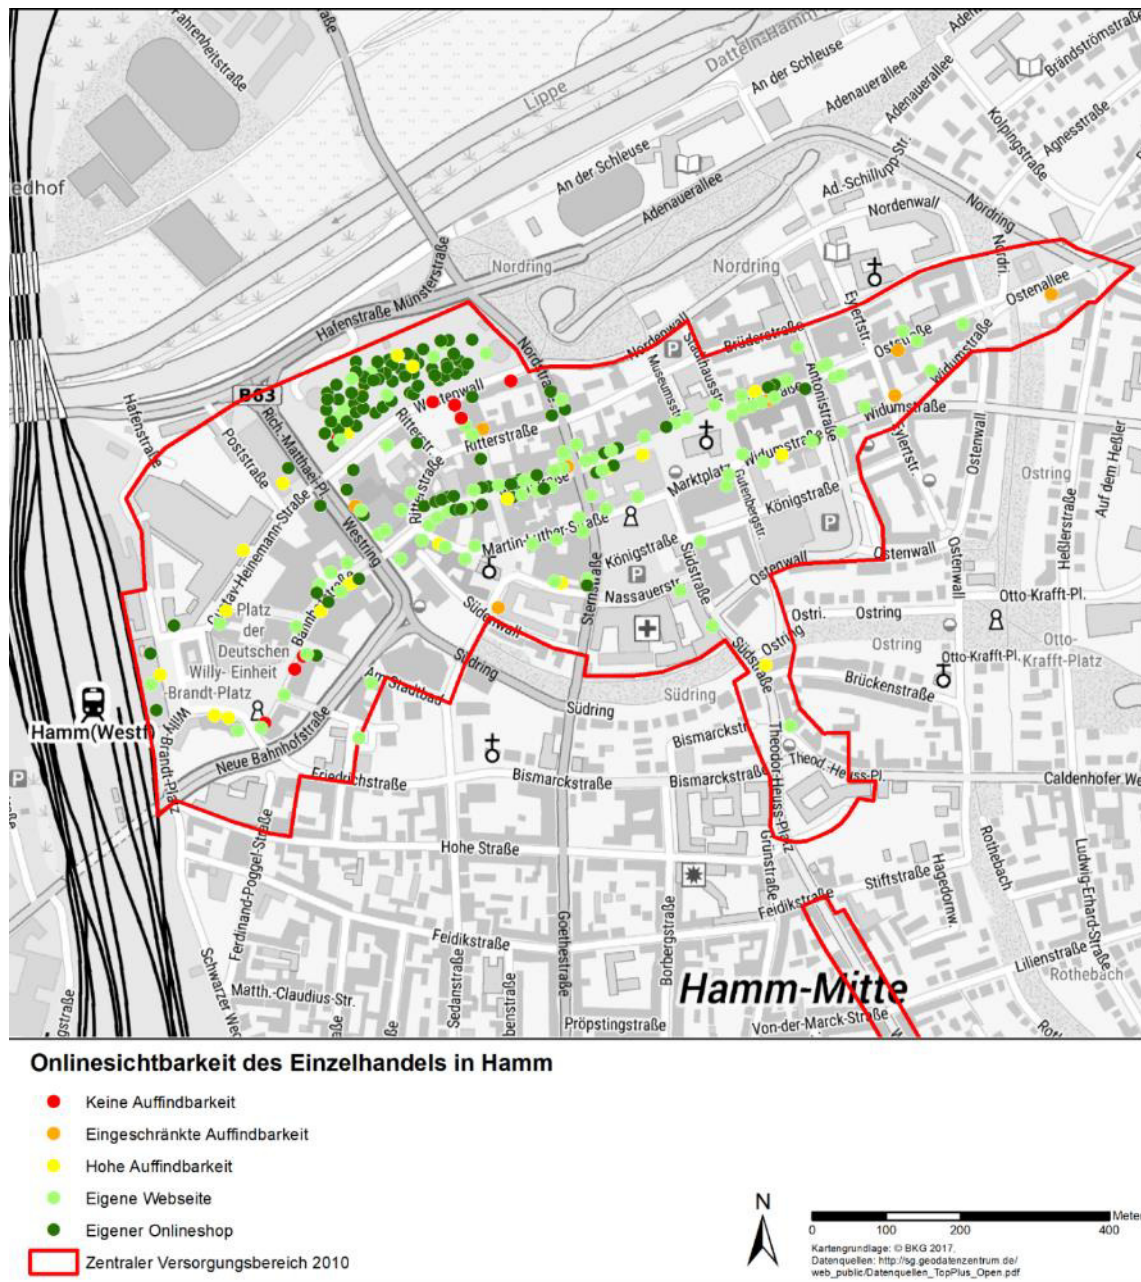 Fahrenheitstraße
Lippe
Datteln-Hamm-
An der Schleuse
Adenauerallee
Adenauerallee
Brändströmstraße
Kolpingstraße
Agnesstraße
edhof
An der Schleuse
Adenauerallee
Ad.-Schillupp-Str.
Nordenwall
Nordring
Nordring
Nordring
Nordri.
Hafenstraße
Münsterstraße
Ostenallee
Eylertstr.
Nordenwall
Brüderstraße
Stadthausstr.
Museumsstr.
Nordstraße
B63
Widumstraße
Antonistraße
Hafenstraße
Poststraße
Rich.-Matthaei-Pl.
Ritterstr.
Ritterstraße
Ritterstraße
Widumstraße
Widumstraße
Eylertstr.
Ostenwall
Ostring
Auf dem Heßler
Marktplatz
Gutenbergstr.
Königstraße
Westring
Martin-Luther-Straße
Königstraße
Südstraße
Ostenwall
Ostenwall
Ostenwall
Heßlerstraße
Gustav-Heinemann-Straße
Nassauerstr.
Sternstraße
Otto-Krafft-Pl.
Ostri.
Ostring
Südenwall
Platz
der
Deutschen
Einheit
Bahnhofstraße
Willy-
Brandt-Platz
Südring
Südstraße
Ostring
Ostring
Otto-Krafft-Pl.
Otto-
Krafft-Platz
Am Stadtbad
Südring
Südring
Brückenstraße
Hamm(Westf)
Willy-Brandt-Platz
Neue Bahnhofstraße
Bismarckstr.
Theod.-Heuss-Pl.
Friedrichstraße
Bismarckstraße
Bismarckstraße
Theodor-Heuss-Platz
Caldenhofer We
Hohe Straße
Grünstraße
Rothebach
Ludwig-Erhard-Straße
Ferdinand-Poggel-Straße
Stiftstraße
Hagedornw.
Feidikstraße
Feidikstraße
Goethestraße
Borbergstraße
Lilienstraße
Rothebach
Schwarzer Weg
Sedanstraße
benstraße
Matth.-Claudius-Str.
Hamm-Mitte
Pröpstingstraße
Von-der-Marck-Straße
gstraße
Onlinesichtbarkeit des Einzelhandels in Hamm
Keine Auffindbarkeit
Eingeschränkte Auffindbarkeit
Hohe Auffindbarkeit
Eigene Webseite
Eigener Onlineshop
Zentraler Versorgungsbereich 2010
N
Meter
0 100 200 400
Kartengrundlage: © BKG 2017,
Datenquellen: http://sg.geodatenzentrum.de/
web_public/Datenquellen_TopPlus_Open.pdf